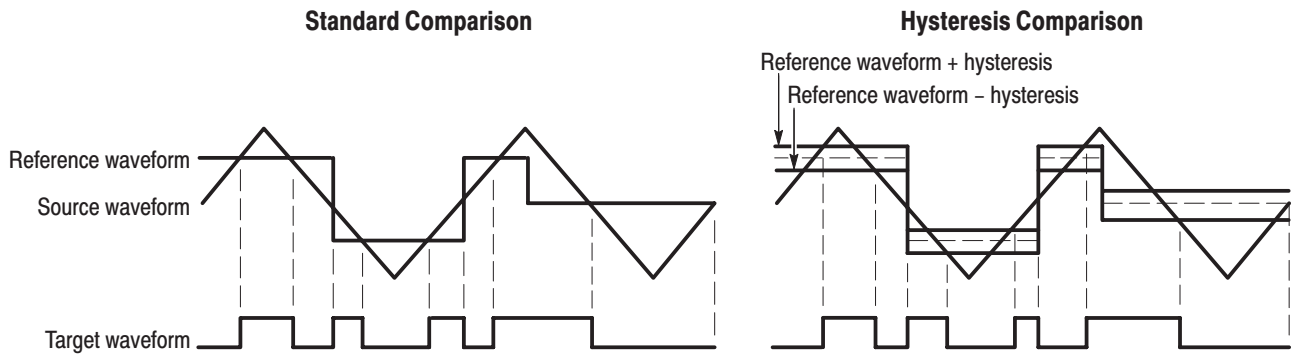 Standard Comparison
Reference waveform
Source waveform
Target waveform
Hysteresis Comparison
Reference waveform + hysteresis
Reference waveform – hysteresis